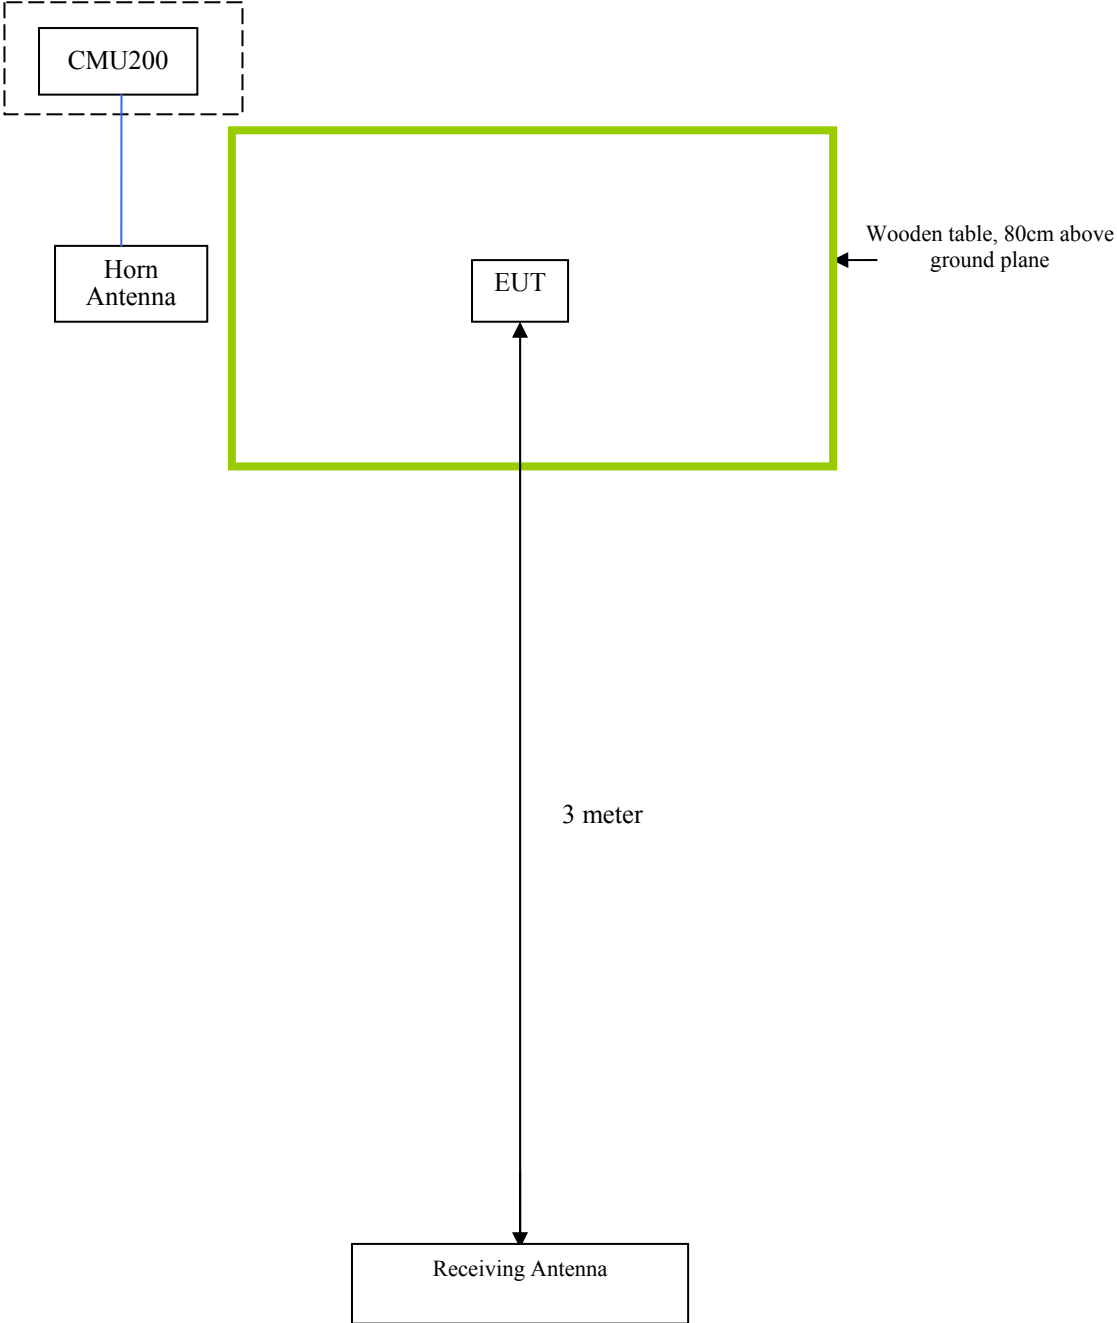 CMU200
Horn
Antenna
EUT
Wooden table, 80cm above
ground plane
3 meter
Receiving Antenna